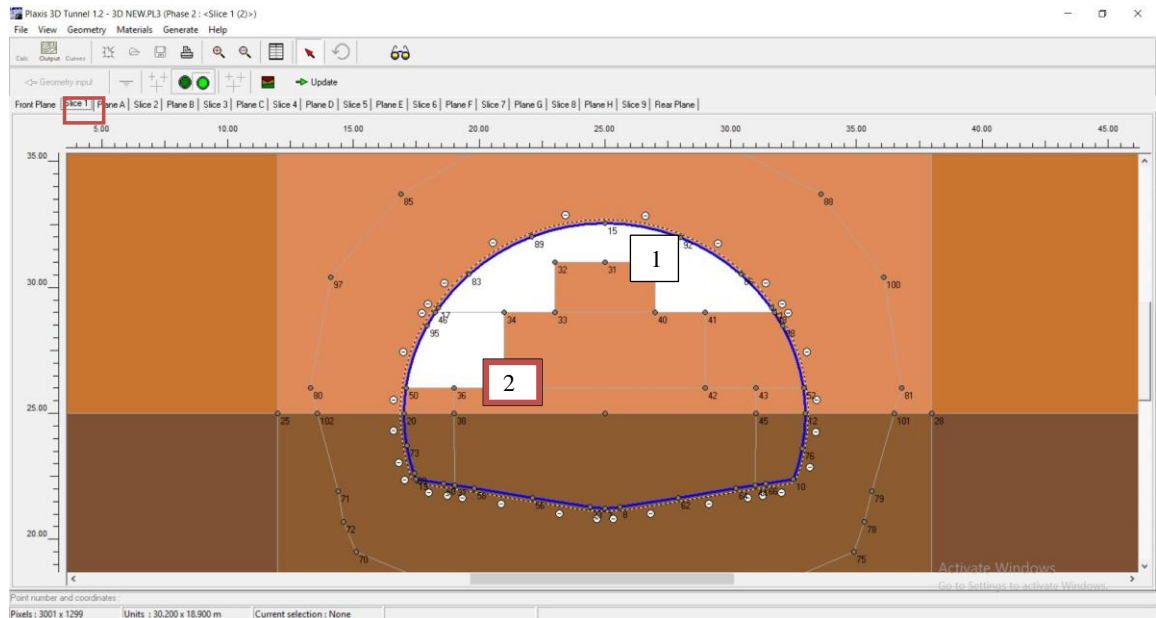 Plaxis 3D Tunnel 1.2 - 3D NEW.PL3 (Phase 2 : <Slice 1 (2)>)
File View Geometry Materials Generate Help
Calc Output Curves
<= Geometry input Update
Front Plane Slice 1 Plane A Slice 2 Plane B Slice 3 Plane C Slice 4 Plane D Slice 5 Plane E Slice 6 Plane F Slice 7 Plane G Slice 8 Plane H Slice 9 Rear Plane
5.00 10.00 15.00 20.00 25.00 30.00 35.00 40.00 45.00
35.00
85 88
15
89 1 92
32 31
97 83 100
30.00
17
46 34 33 40 41
95
2
80 50 36 42 43 52 81
25.00
25 102 20 38 45 12 101 28
73 76
10
71 58 79
56 8 62
72 78
20.00
70 75
Activate Windows
Go to Settings to activate Windows.
Point number and coordinates :
Pixels : 3001 x 1299 Units : 30.200 x 18.900 m Current selection : None